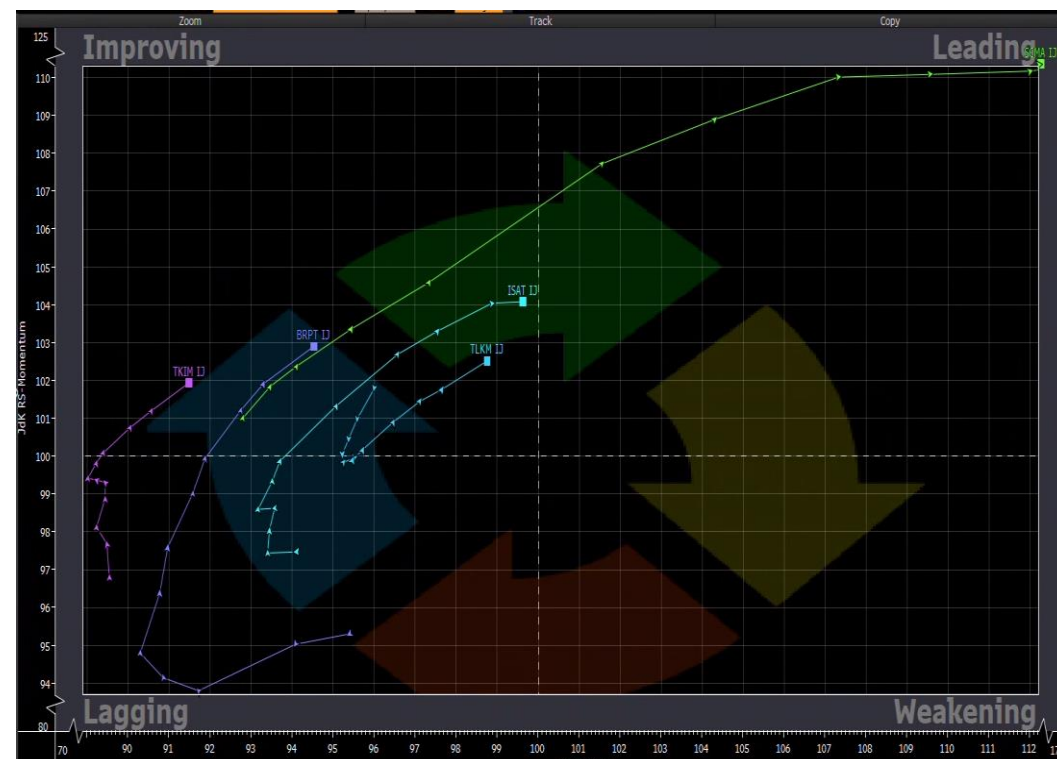 Zoom Track Copy
Improving Leading
125
110
109
108
107
106
105
104
103
102
101
100
99
98
97
96
95
94
80
JdK RS-Momentum
ISAT IJ
BRPT IJ
TLKM IJ
TKIM IJ
Lagging Weakening
70 90 91 92 93 94 95 96 97 98 99 100 101 102 103 104 105 106 107 108 109 110 111 112